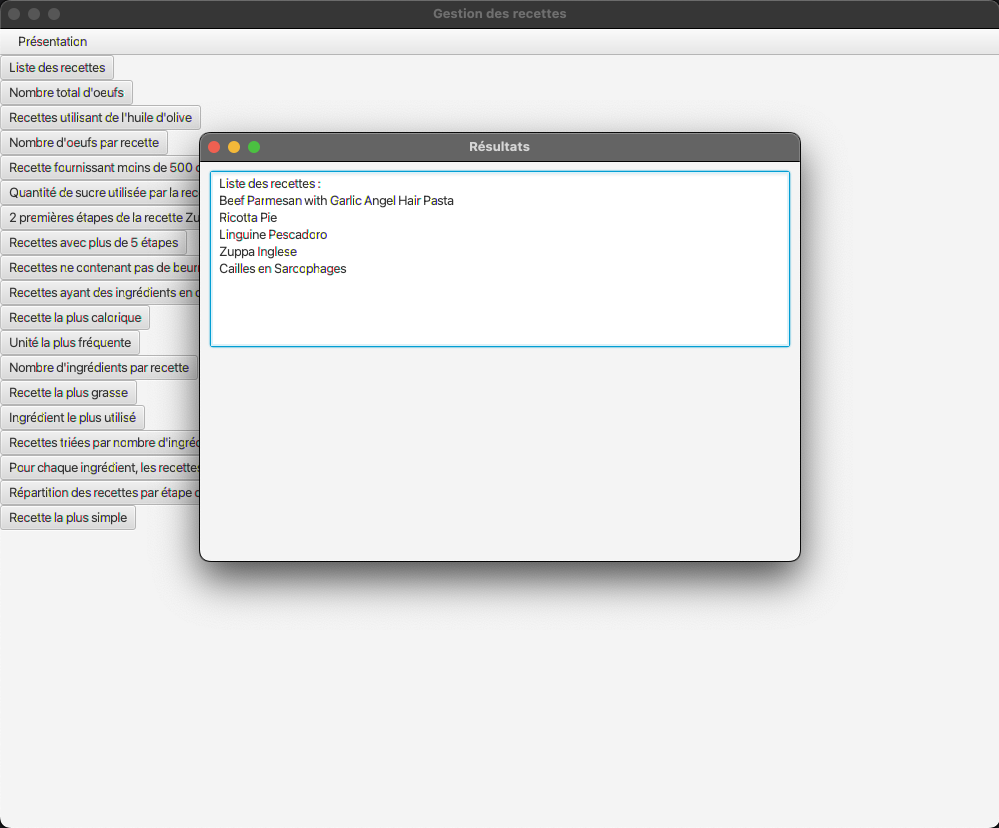 Gestion des recettes
Présentation
Liste des recettes
Nombre total d'oeufs
Recettes utilisant de l'huile d'olive
Nombre d'oeufs par recette
Recette fournissant moins de 500
Quantité de sucre utilisée par la
2 premières étapes de la recette
Recettes avec plus de 5 étapes
Recettes ne contenant pas de
Recettes ayant des ingrédients en
Recette la plus calorique
Unité la plus fréquente
Nombre d'ingrédients par recette
Recette la plus grasse
Ingrédient le plus utilisé
Recettes triées par nombre
Pour chaque ingrédient, les recettes
Répartition des recettes par étape
Recette la plus simple
Résultats
Liste des recettes :
Beef Parmesan with Garlic Angel Hair Pasta
Ricotta Pie
Linguine Pescadoro
Zuppa Inglese
Cailles en Sarcophages